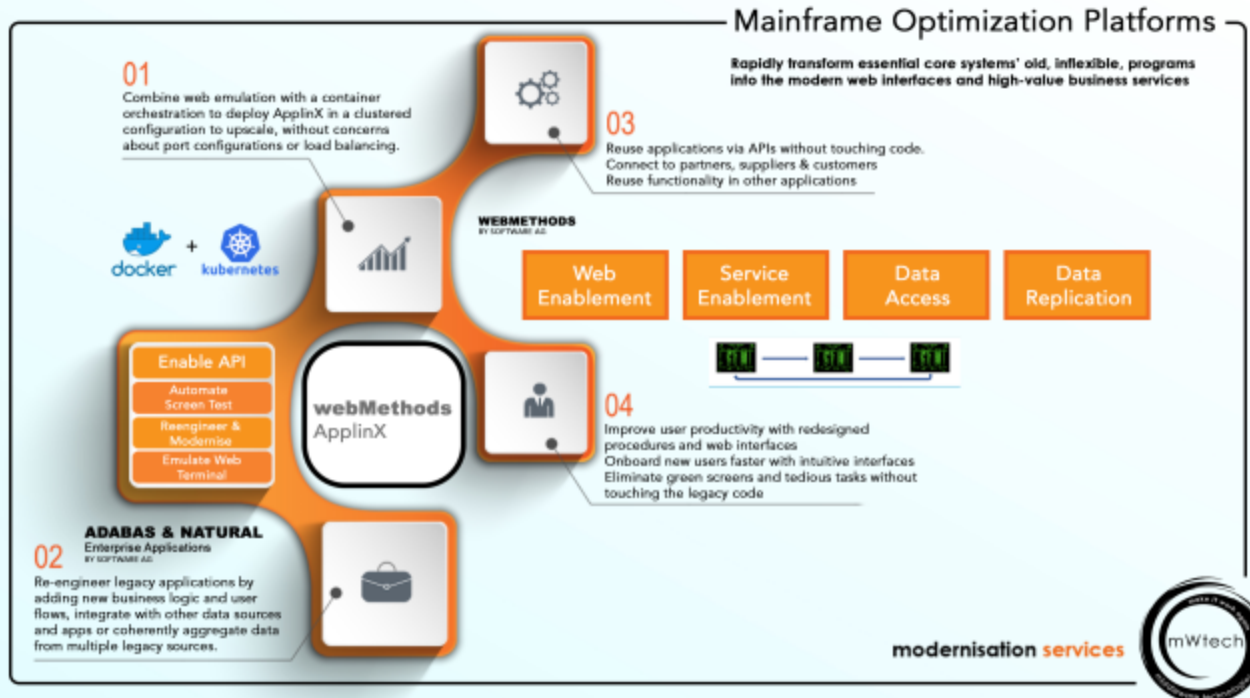 Mainframe Optimization Platforms
Rapidly transform essential core systems' old, inflexible, programs
into the modern web interfaces and high-value business services
01
Combine web emulation with a container
orchestration to deploy ApplinX in a clustered
configuration to upscale, without concerns
about port configurations or load balancing.
03
Reuse applications via APIs without touching code.
Connect to partners, suppliers & customers
Reuse functionality in other applications
docker
+
kubernetes
WEBMETHODS
BY SOFTWARE AG
Web
Enablement
Service
Enablement
Data
Access
Data
Replication
Enable API
Automate
Screen Test
Reengineer &
Modernise
Emulate Web
Terminal
webMethods
ApplinX
04
Improve user productivity with redesigned
procedures and web interfaces
Onboard new users faster with intuitive interfaces
Eliminate green screens and tedious tasks without
touching the legacy code
ADABAS & NATURAL
Enterprise Applications
BY SOFTWARE AG
02
Re-engineer legacy applications by
adding new business logic and user
flows, integrate with other data sources
and apps or coherently aggregate data
from multiple legacy sources.
modernisation services
make it work
mWtech